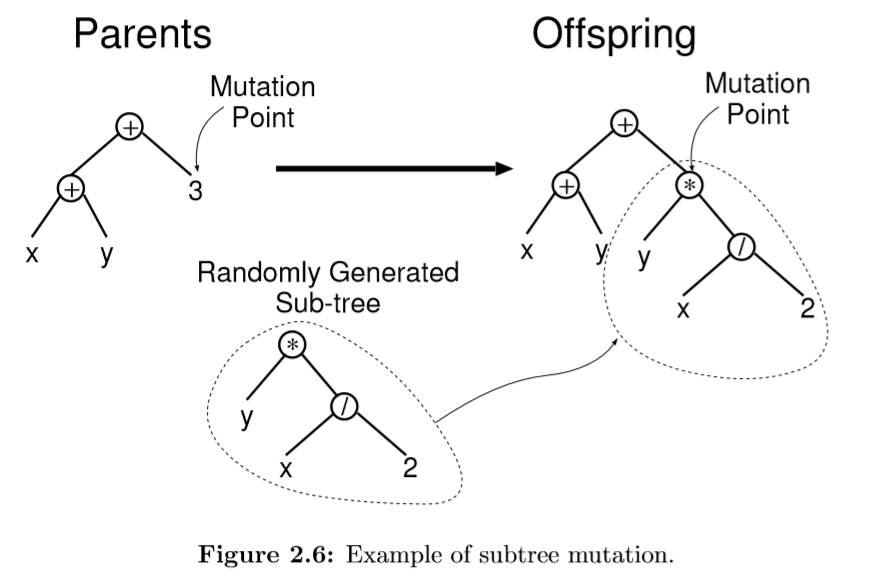 Parents
Offspring
Mutation
Point
+
+
3
x
y
Mutation
Point
+
+
*
x
y
y
/
x
2
Randomly Generated
Sub-tree
*
y
/
x
2
Figure 2.6: Example of subtree mutation.